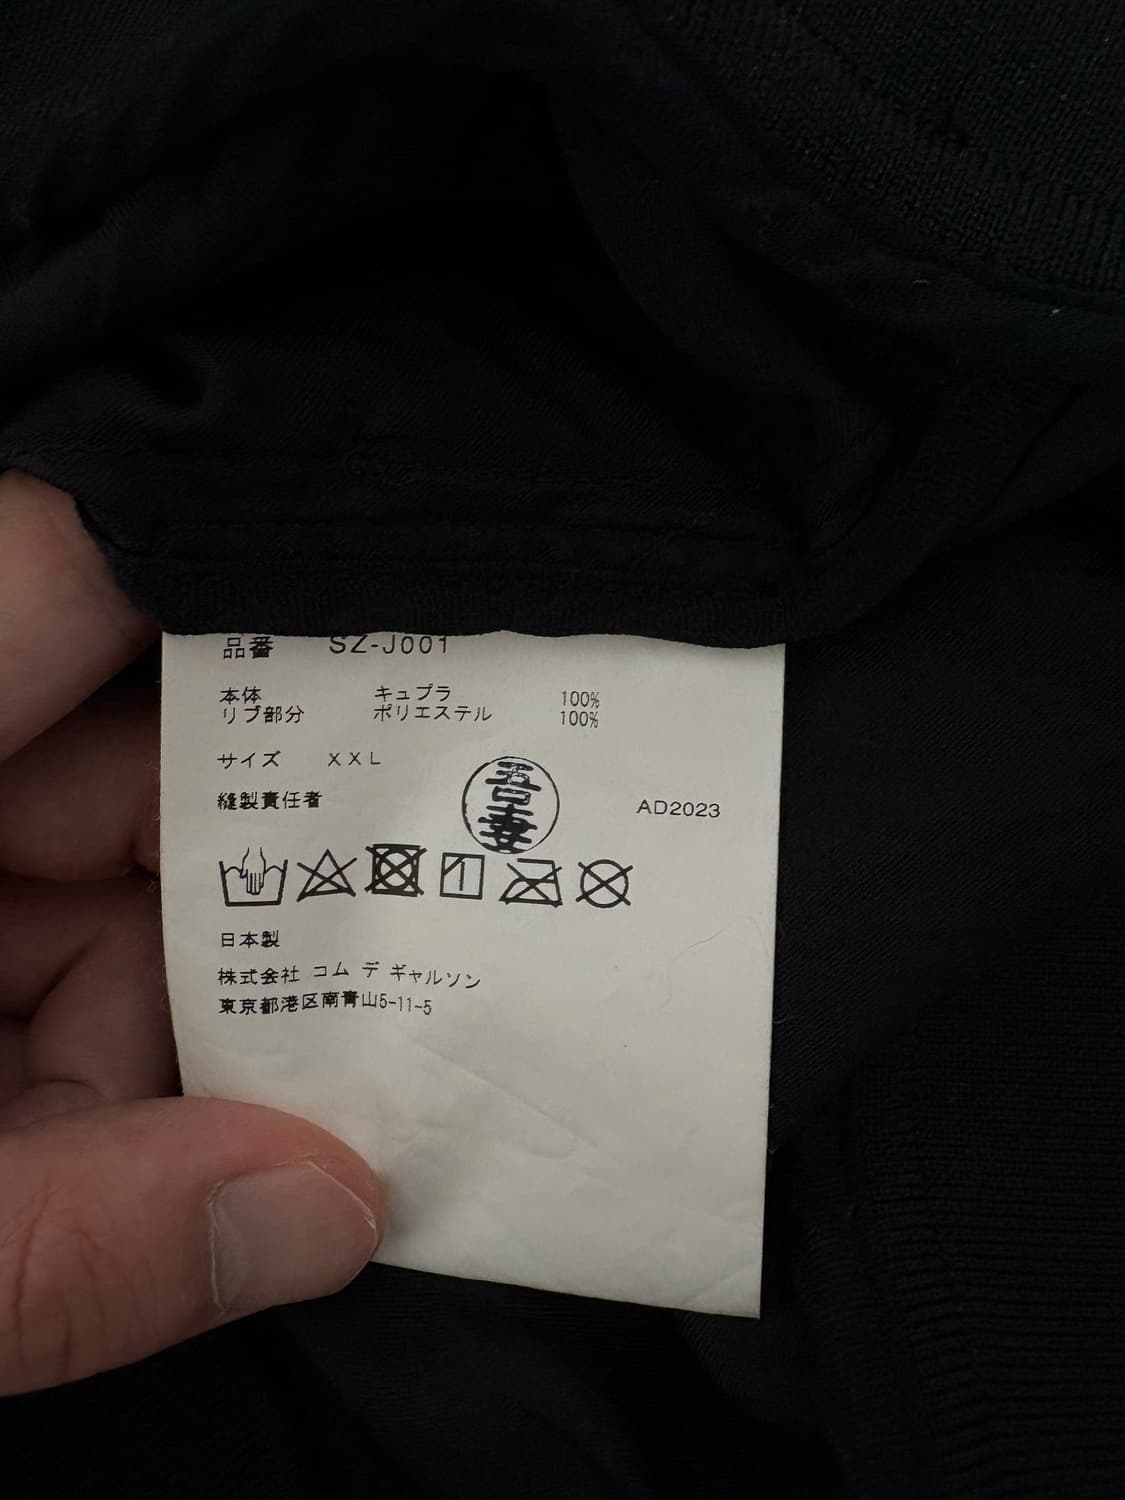 品番 SZ-J001
本体 キュプラ 100%
リブ部分 ポリエステル 100%
サイズ XXL
縫製責任者 吾妻 AD2023
日本製
株式会社 コム デ ギャルソン
東京都港区南青山5-11-5